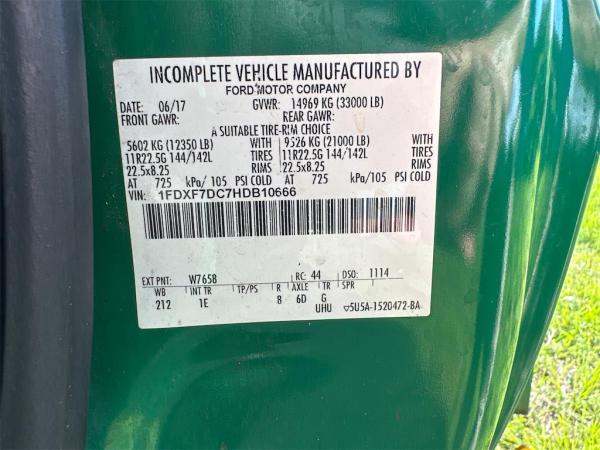 INCOMPLETE VEHICLE MANUFACTURED BY
FORD MOTOR COMPANY
DATE: 06/17 GVWR: 14969 KG (33000 LB)
FRONT GAWR: REAR GAWR:
A SUITABLE TIRE-RIM CHOICE
5602 KG (12350 LB) WITH 9526 KG (21000 LB) WITH
11R22.5G 144/142L TIRES 11R22.5G 144/142L TIRES
22.5x8.25 RIMS 22.5x8.25 RIMS
AT 725 kPa/ 105 PSI COLD AT 725 kPa/105 PSI COLD
VIN: 1FDXF7DC7HDB10666
EXT PNT: W7658 RC: 44 DSO: 1114
WB INT TR TP/PS R AXLE TR SPR
212 1E 8 6D G
UHU ▽5U5A-1520472-BA